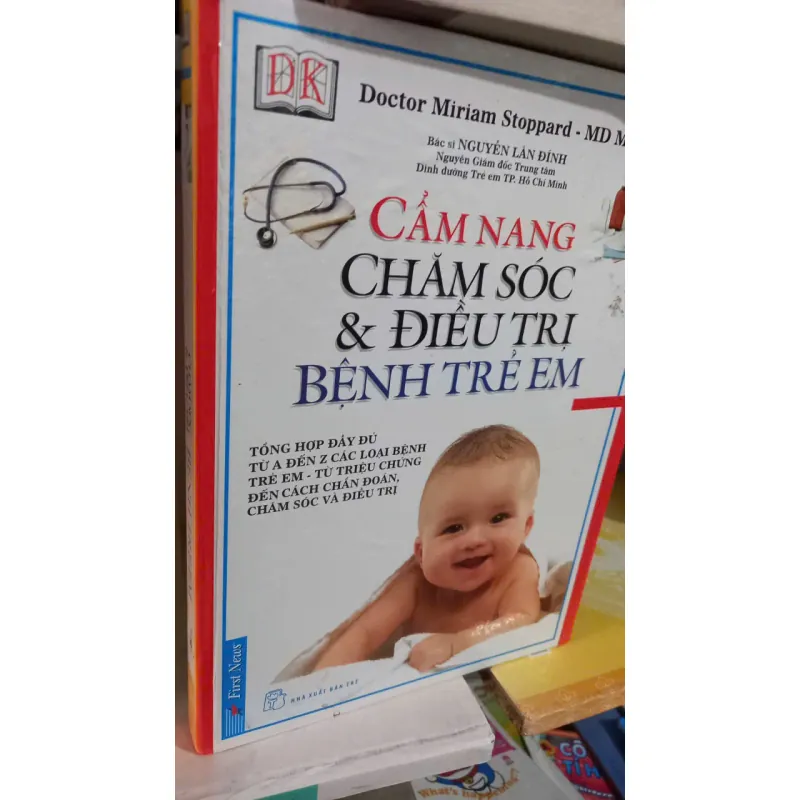 DK
Doctor Miriam Stoppard - MD M
Bác sĩ NGUYỄN LÂN ĐÍNH
Nguyên Giám đốc Trung tâm
Dinh dưỡng Trẻ em TP. Hồ Chí Minh
CẨM NANG
CHĂM SÓC
& ĐIỀU TRỊ
BỆNH TRẺ EM
TỔNG HỢP ĐẦY ĐỦ
TỪ A ĐẾN Z CÁC LOẠI BỆNH
TRẺ EM - TỪ TRIỆU CHỨNG
ĐẾN CÁCH CHẨN ĐOÁN,
CHĂM SÓC VÀ ĐIỀU TRỊ
First News
NHÀ XUẤT BẢN TRẺ
What's
CÔ
TÍ